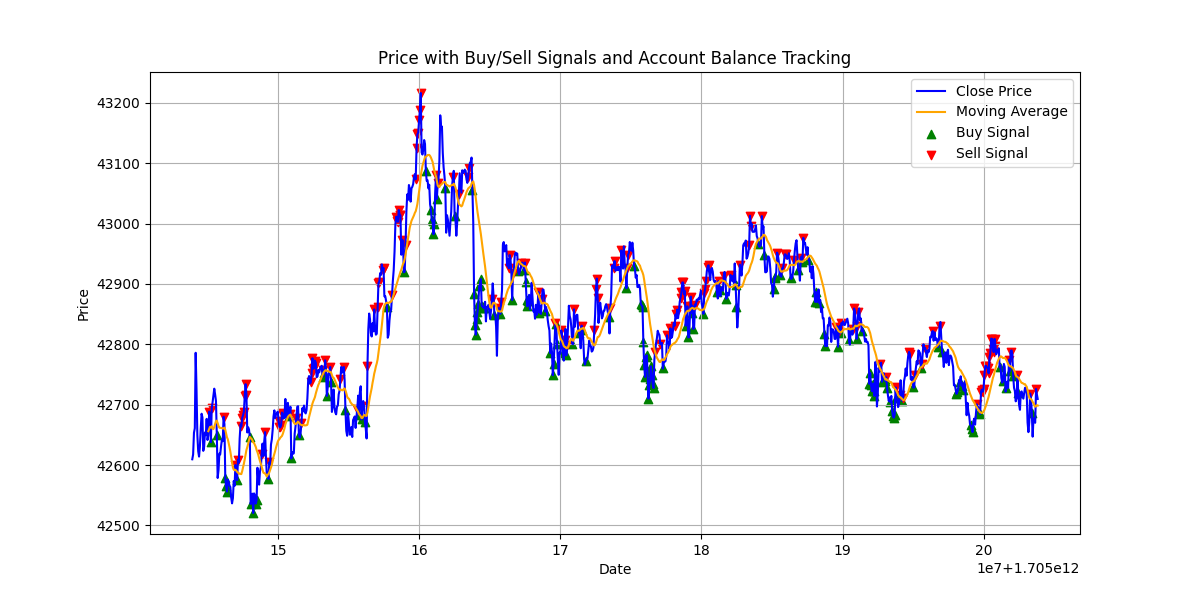 Price with Buy/Sell Signals and Account Balance Tracking
Close Price
Moving Average
Buy Signal
Sell Signal
43200
43100
43000
42900
42800
42700
42600
42500
Price
15 16 17 18 19 20
Date
1e7+1.705e12